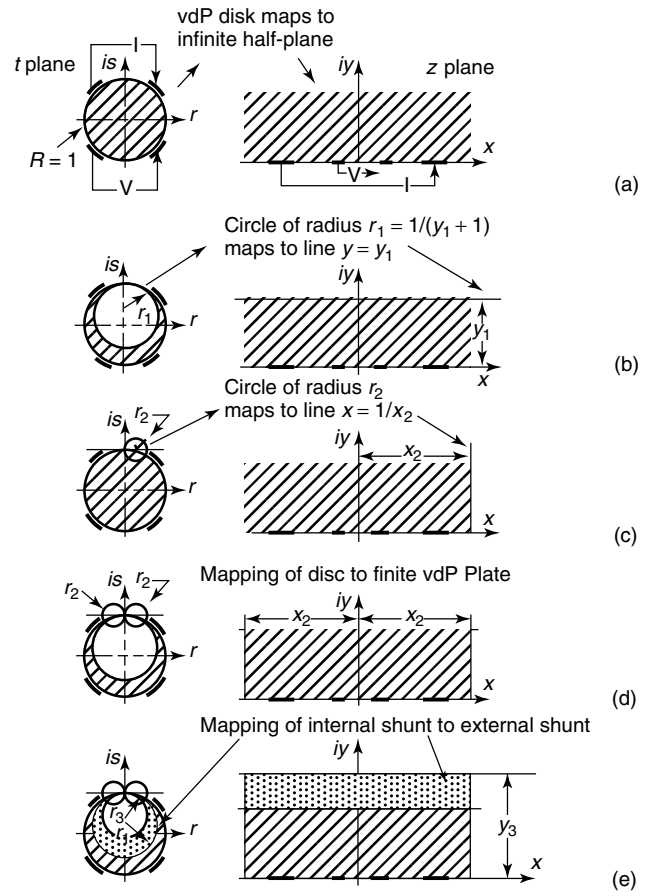 vdP disk maps to
infinite half-plane
t plane
I
is
r
R = 1
V
iy
z plane
x
V
I
(a)
Circle of radius r₁ = 1/(y₁ + 1)
maps to line y = y₁
is
r₁
r
iy
y₁
x
(b)
Circle of radius r₂
maps to line x = 1/x₂
is
r₂
r
iy
x₂
x
(c)
Mapping of disc to finite vdP Plate
r₂
is
r₂
r
iy
x₂
x₂
x
(d)
Mapping of internal shunt to external shunt
is
r₃
r₁
r
iy
y₃
x
(e)